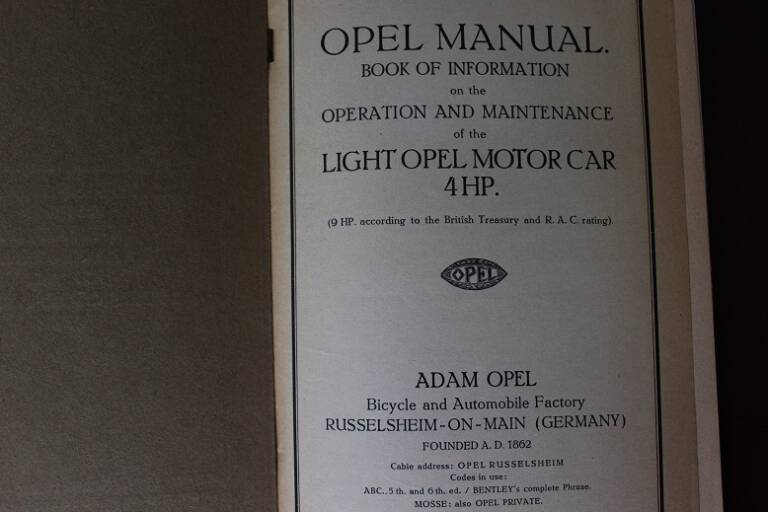 OPEL MANUAL.
BOOK OF INFORMATION
on the
OPERATION AND MAINTENANCE
of the
LIGHT OPEL MOTOR CAR
4 HP.
(9 HP. according to the British Treasury and R. A. C. rating).
OPEL
ADAM OPEL
Bicycle and Automobile Factory
RUSSELSHEIM-ON-MAIN (GERMANY)
FOUNDED A. D. 1862
Cable address: OPEL RUSSELSHEIM
Codes in use:
ABC., 5 th. and 6 th. ed. / BENTLEY's complete Phrase.
MOSSE: also OPEL PRIVATE.